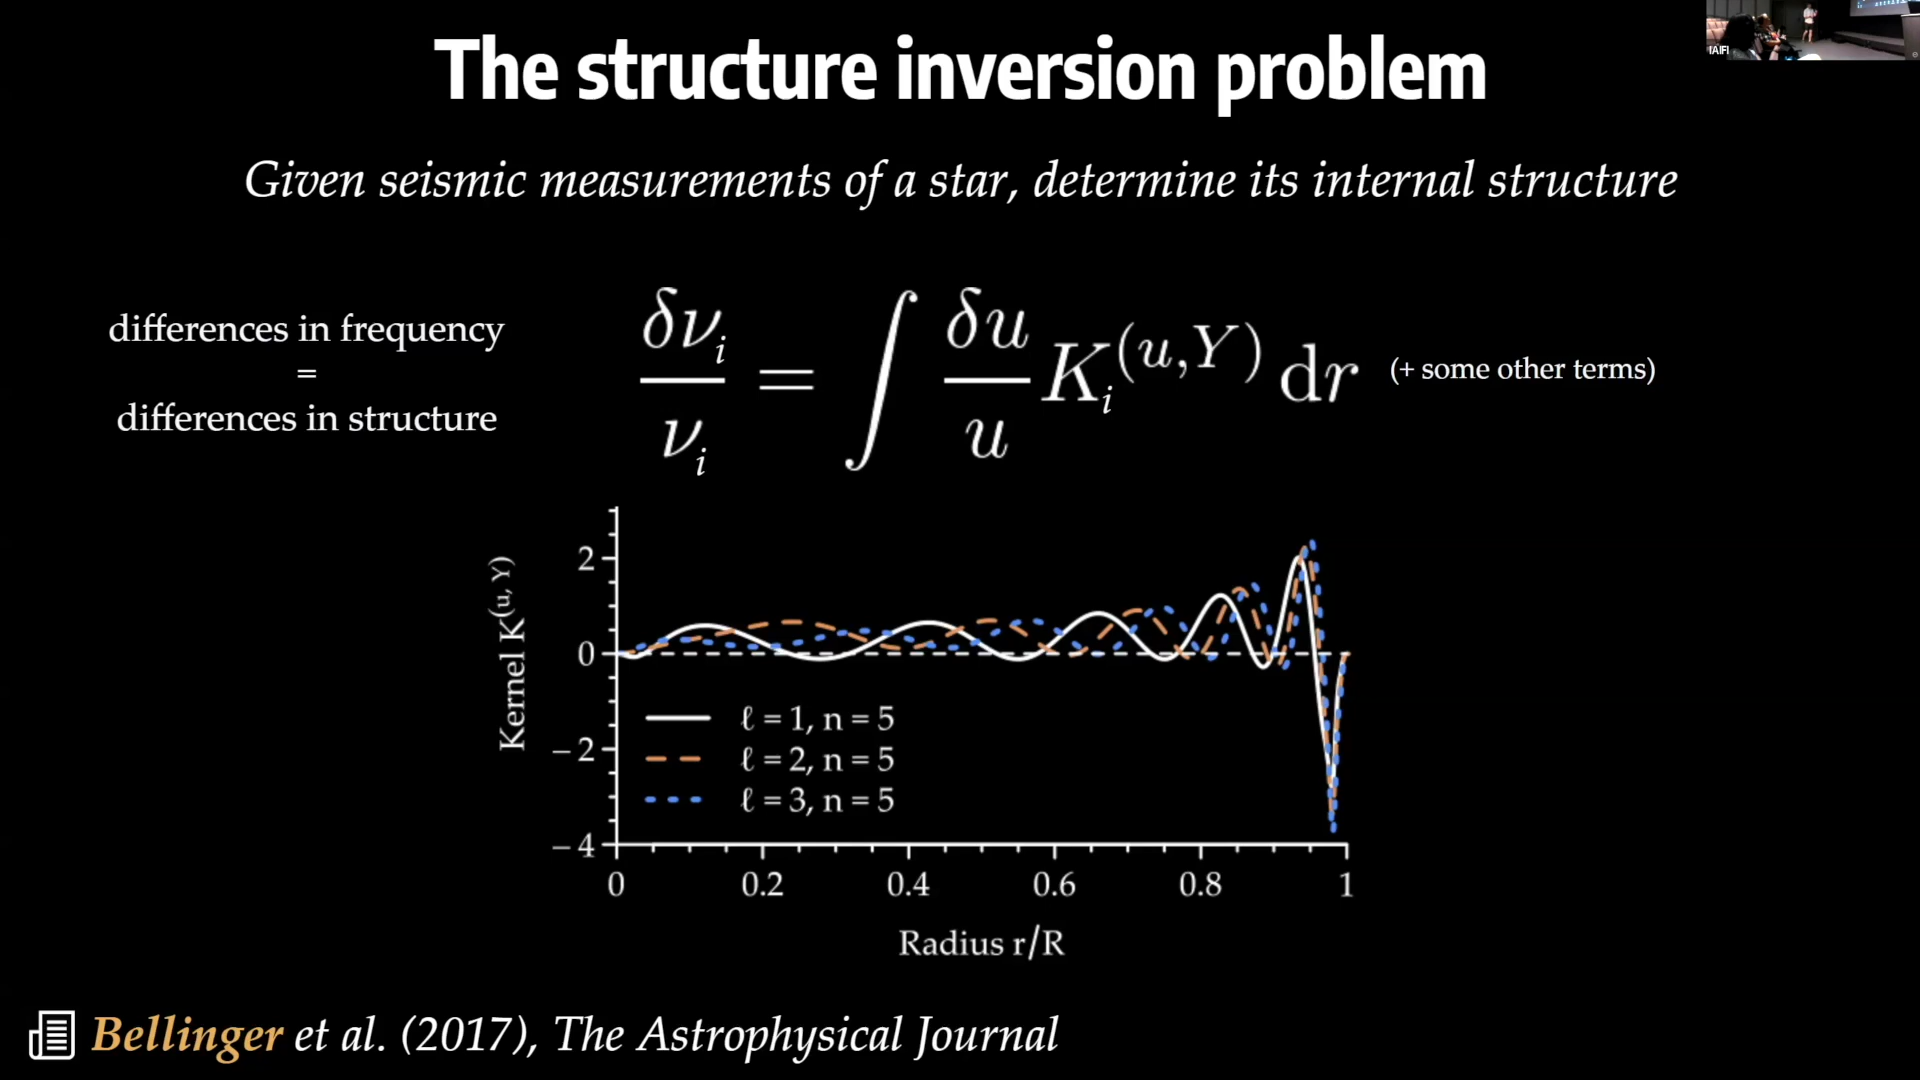 The structure inversion problem
IAIFI
Given seismic measurements of a star, determine its internal structure
differences in frequency
=
differences in structure
δν_i/ν_i = ∫ δu/u K_i^(u,Y) dr (+ some other terms)
Kernel K^(u, Y)
2
0
−2
−4
ℓ = 1, n = 5
ℓ = 2, n = 5
ℓ = 3, n = 5
0 0.2 0.4 0.6 0.8 1
Radius r/R
Bellinger et al. (2017), The Astrophysical Journal